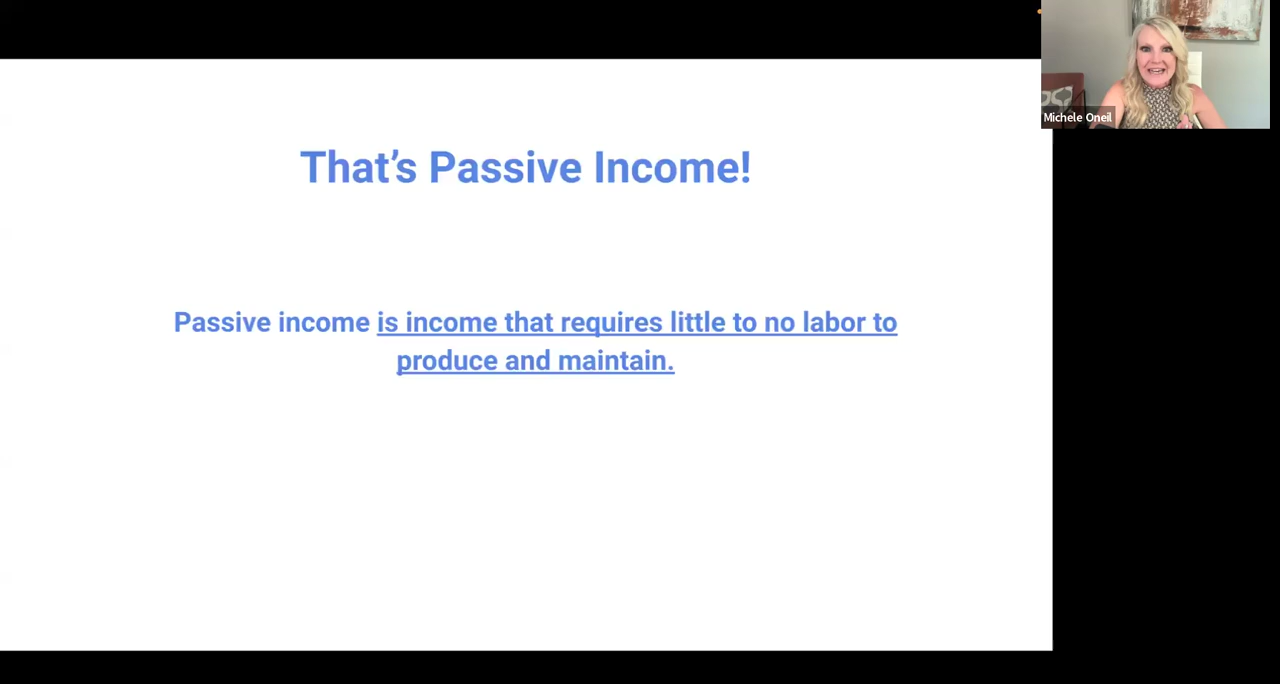 That’s Passive Income!
Passive income is income that requires little to no labor to
produce and maintain.
Michele Oneil